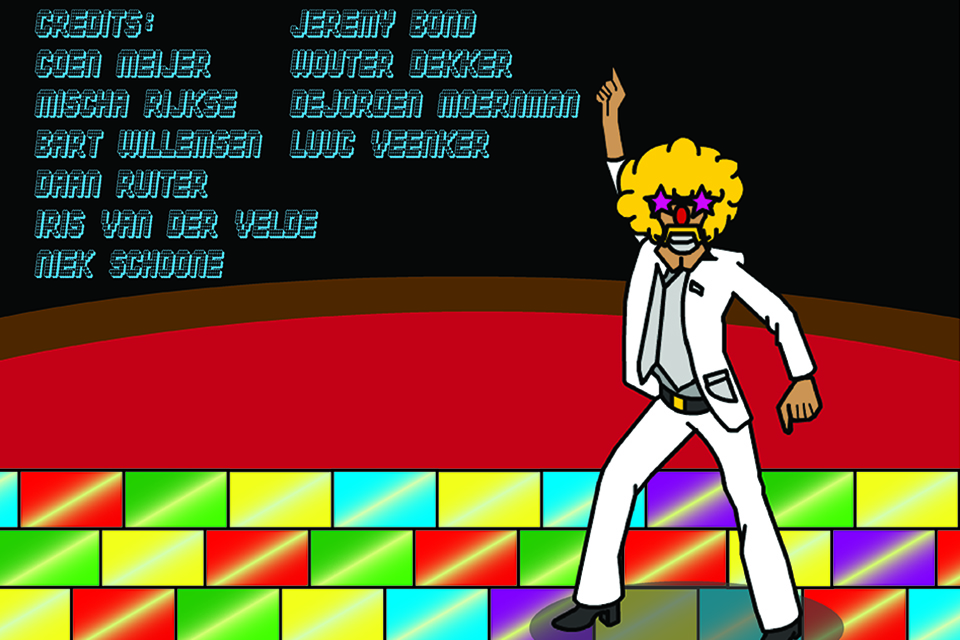 CREDITS:
COEN MEIJER
MISCHA RIJKSE
BART WILLEMSEN
DAAN RUITER
IRIS VAN DER VELDE
NIEK SCHOONE
JEREMY BOND
WOUTER DEKKER
DEJORDEN MOERNMAN
LUUC VEENKER